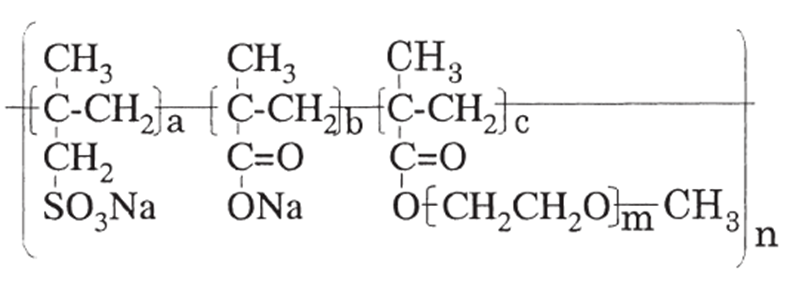 CH₃ CH₃ CH₃
[C-CH₂]a [C-CH₂]b [C-CH₂]c
CH₂ C=O C=O
SO₃Na ONa O[CH₂CH₂O]m CH₃
n